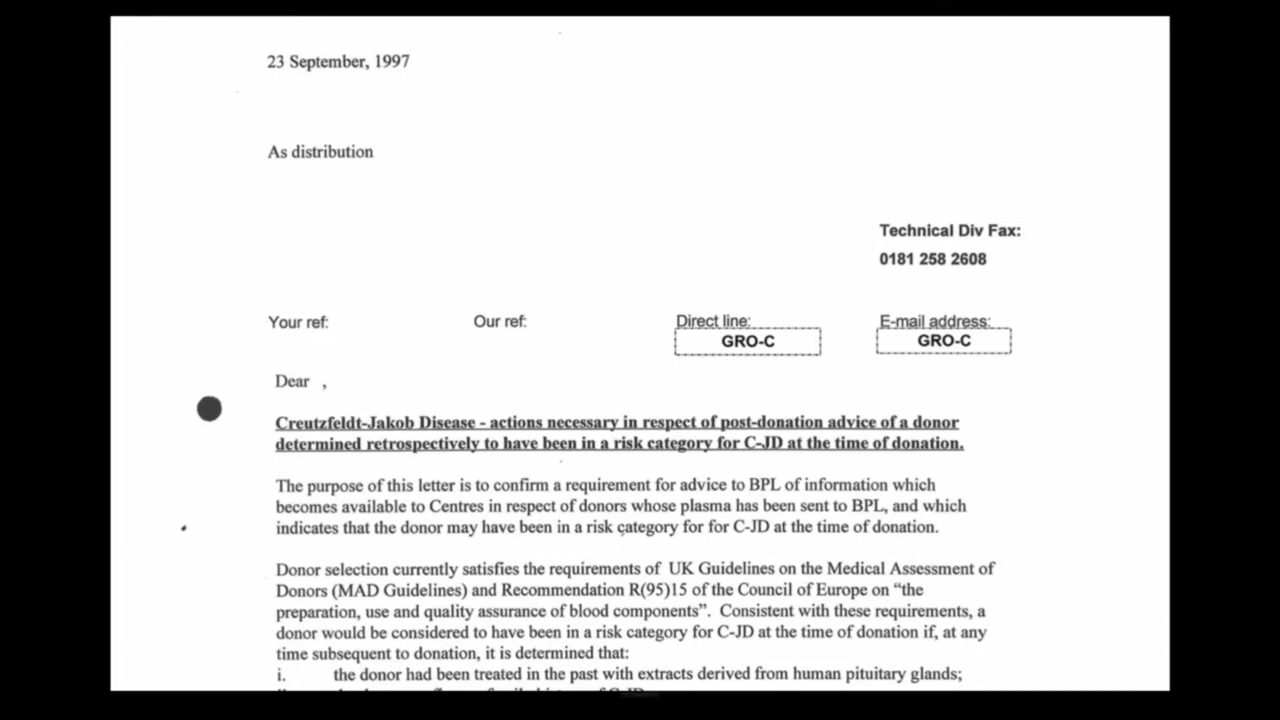 23 September, 1997
As distribution
Technical Div Fax:
0181 258 2608
Your ref:
Our ref:
Direct line:
E-mail address:
GRO-C
GRO-C
Dear ,
Creutzfeldt-Jakob Disease - actions necessary in respect of post-donation advice of a donor
determined retrospectively to have been in a risk category for C-JD at the time of donation.
The purpose of this letter is to confirm a requirement for advice to BPL of information which
becomes available to Centres in respect of donors whose plasma has been sent to BPL, and which
indicates that the donor may have been in a risk category for for C-JD at the time of donation.
Donor selection currently satisfies the requirements of UK Guidelines on the Medical Assessment of
Donors (MAD Guidelines) and Recommendation R(95)15 of the Council of Europe on “the
preparation, use and quality assurance of blood components”. Consistent with these requirements, a
donor would be considered to have been in a risk category for C-JD at the time of donation if, at any
time subsequent to donation, it is determined that:
i. the donor had been treated in the past with extracts derived from human pituitary glands;